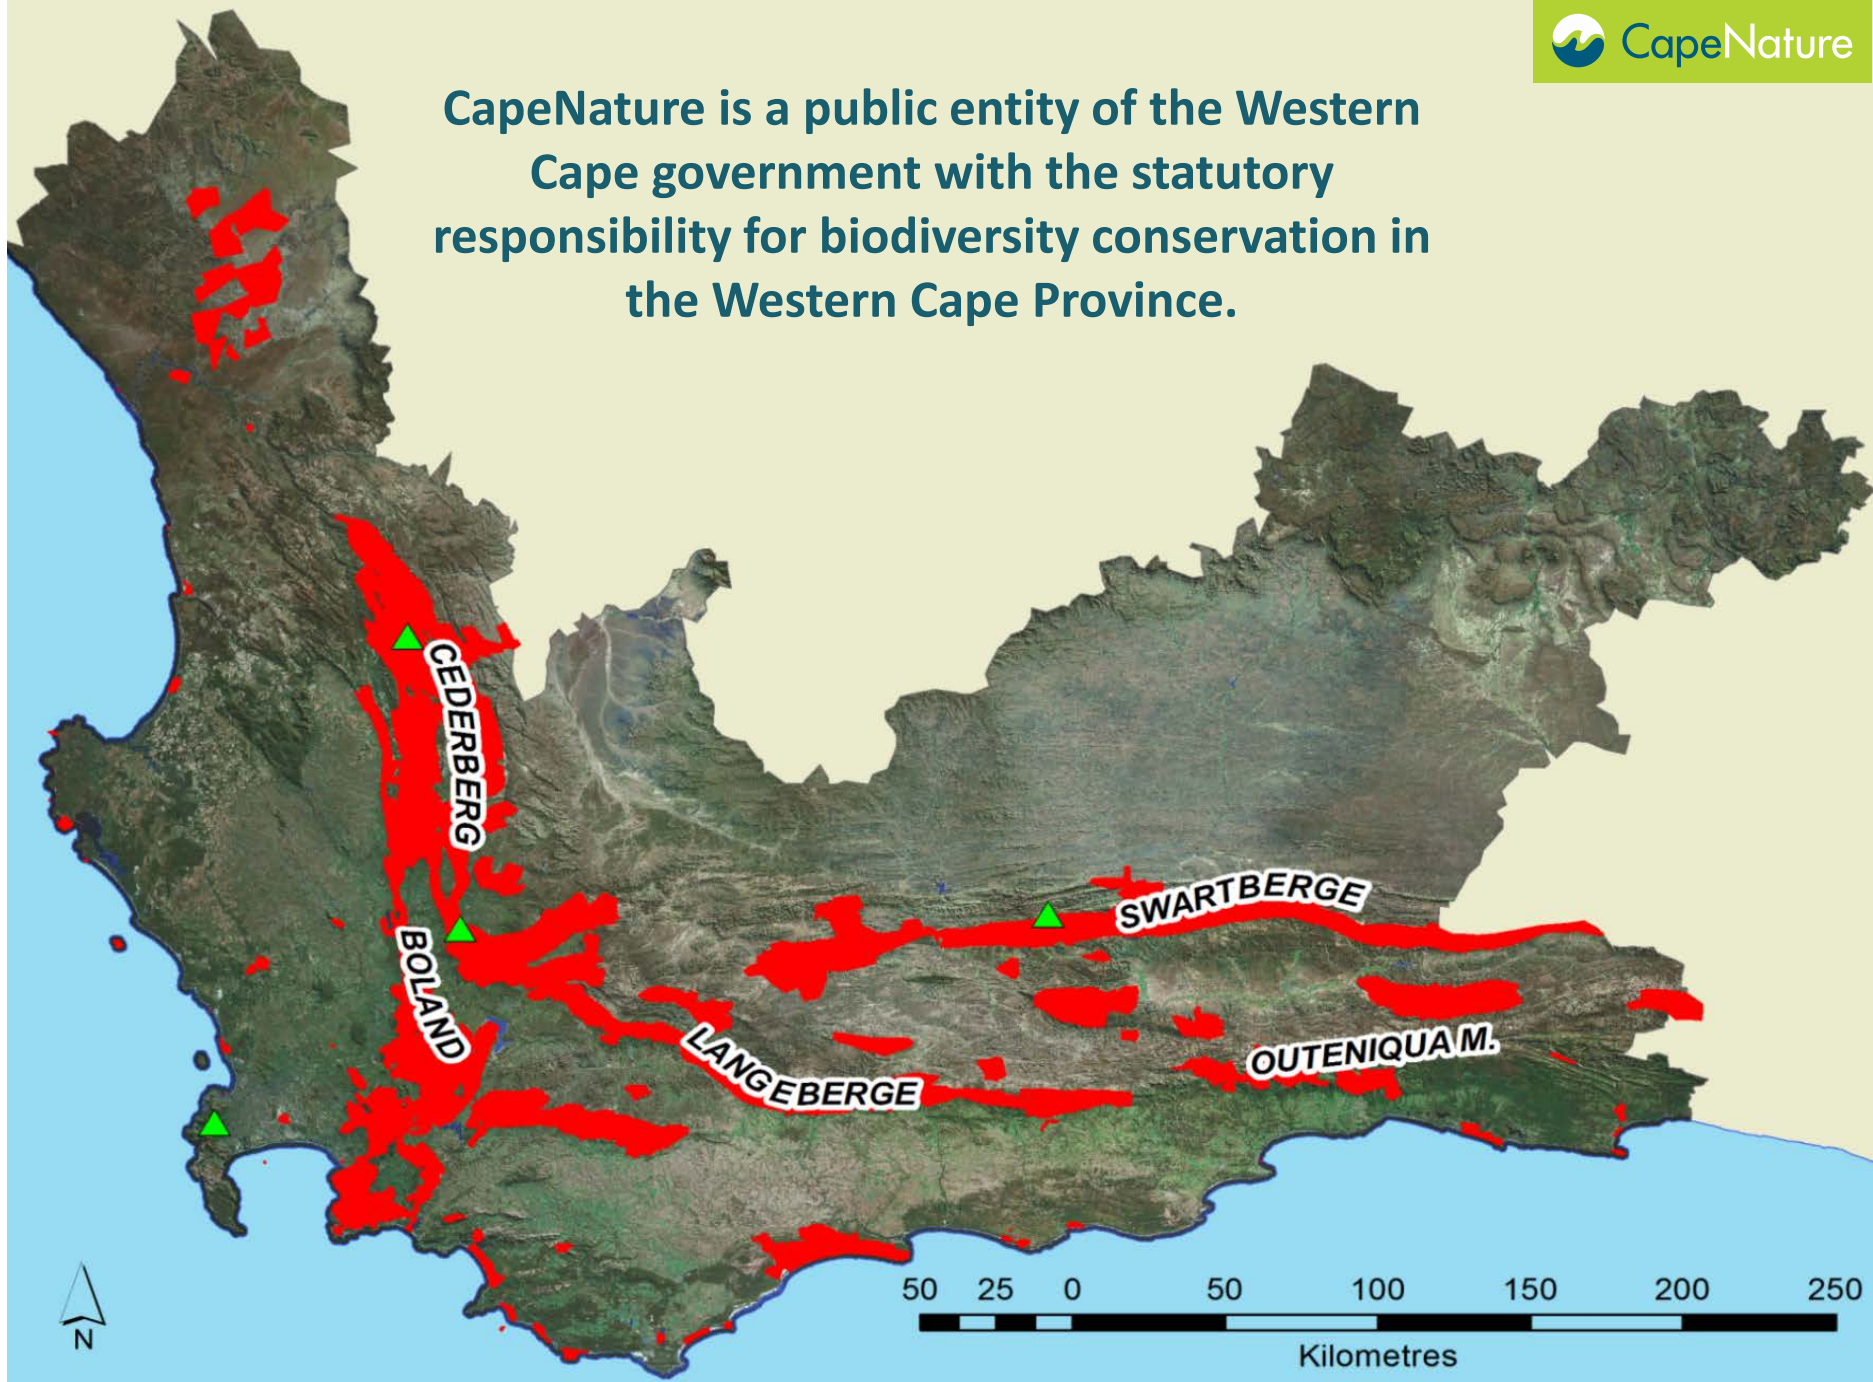 CapeNature
CapeNature is a public entity of the Western
Cape government with the statutory
responsibility for biodiversity conservation in
the Western Cape Province.
CEDERBERG
SWARTBERGE
BOLAND
LANGEBERGE
OUTENIQUA M.
50 25 0 50 100 150 200 250
Kilometres
N